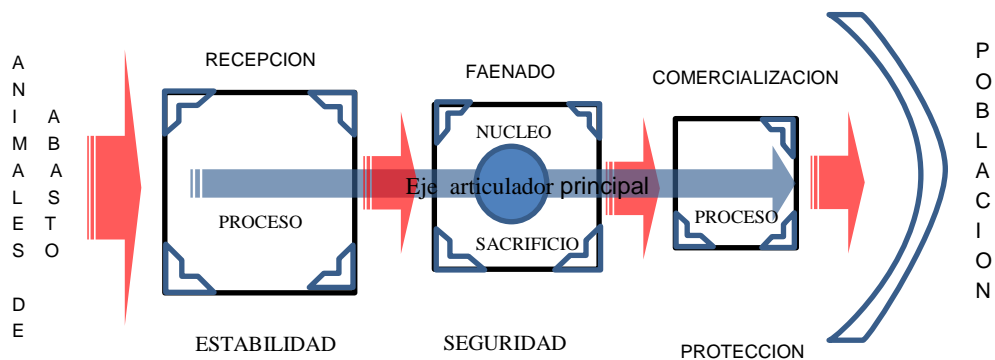 ANIMALES DE
ABASTO
RECEPCION
PROCESO
ESTABILIDAD
FAENADO
NUCLEO
Eje articulador principal
SACRIFICIO
SEGURIDAD
COMERCIALIZACION
PROCESO
PROTECCION
POBLACION